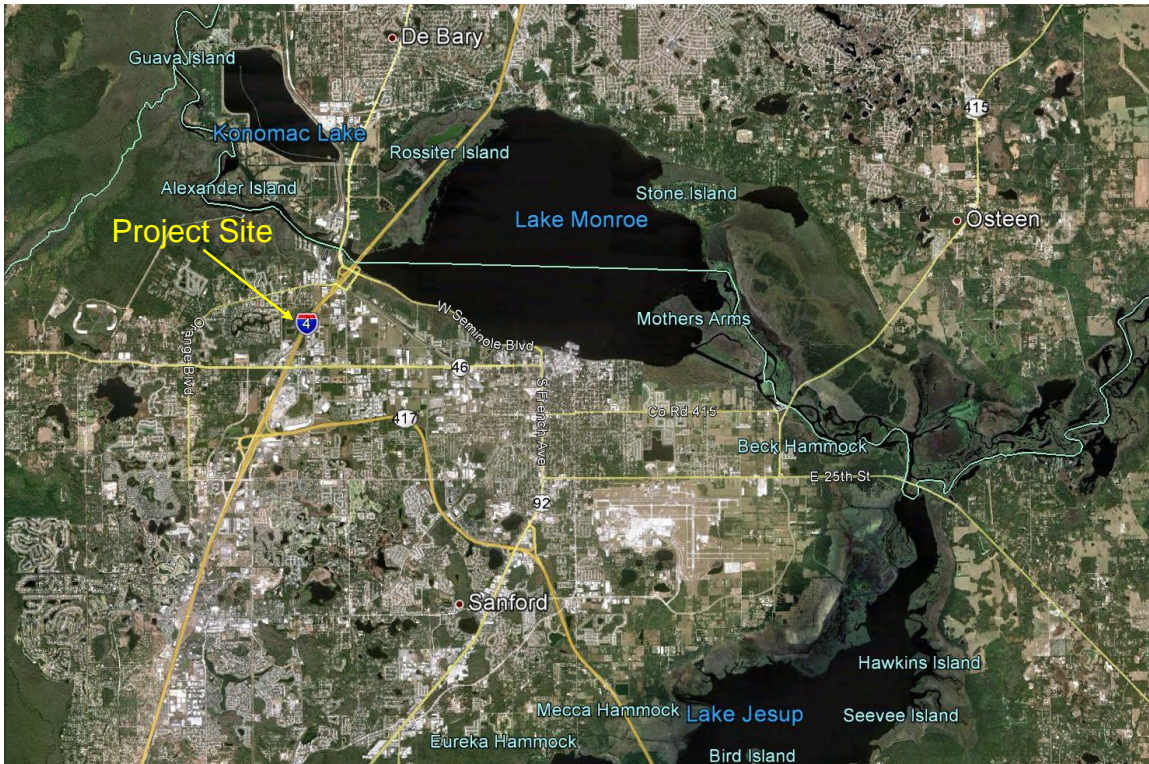 De Bary
Guava Island
415
Konomac Lake
Rossiter Island
Alexander Island
Stone Island
Lake Monroe
Osteen
Project Site
Mothers Arms
4
Orange Blvd
W Seminole Blvd
46
S French Ave
Co Rd 415
417
Beck Hammock
E 25th St
92
Sanford
Hawkins Island
Mecca Hammock
Lake Jesup
Seevee Island
Eureka Hammock
Bird Island